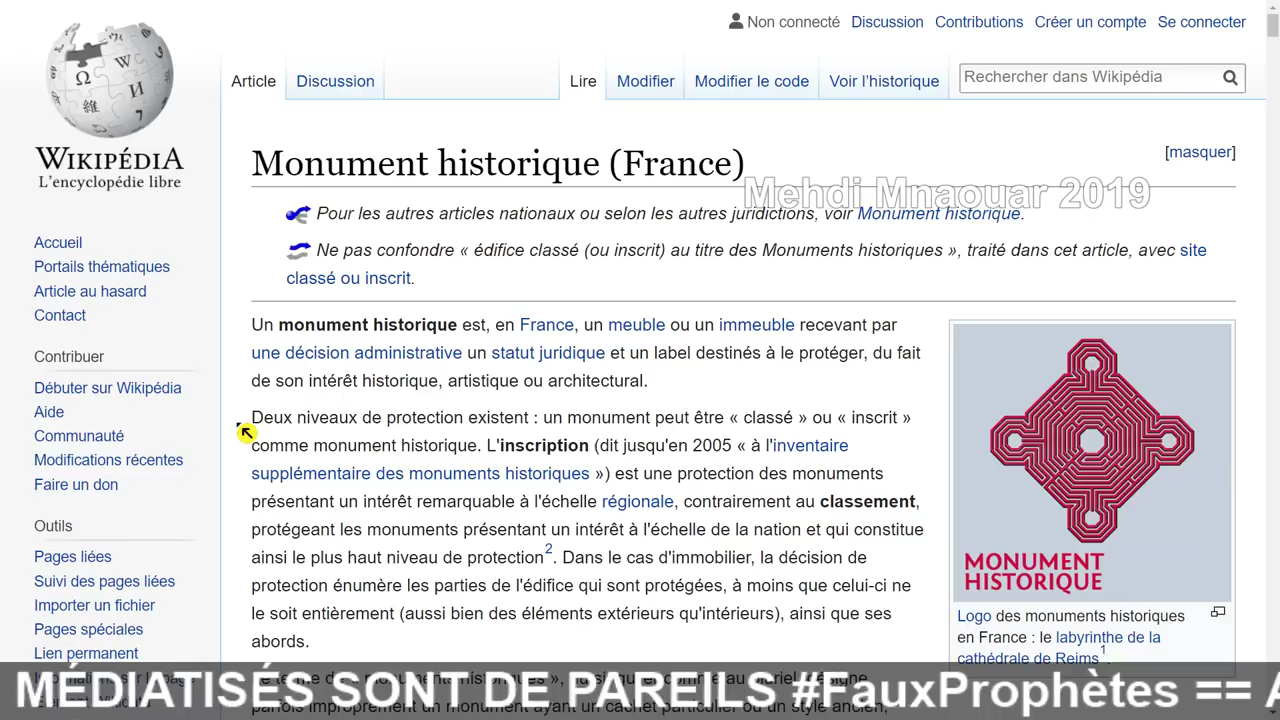 Non connecté Discussion Contributions Créer un compte Se connecter
Article Discussion Lire Modifier Modifier le code Voir l'historique Rechercher dans Wikipédia
WIKIPÉDIA
L'encyclopédie libre
Monument historique (France)
[masquer]
Mehdi Mnaouar 2019
Pour les autres articles nationaux ou selon les autres juridictions, voir Monument historique.
Ne pas confondre « édifice classé (ou inscrit) au titre des Monuments historiques », traité dans cet article, avec site
classé ou inscrit.
Accueil
Portails thématiques
Article au hasard
Contact
Contribuer
Débuter sur Wikipédia
Aide
Communauté
Modifications récentes
Faire un don
Outils
Pages liées
Suivi des pages liées
Importer un fichier
Pages spéciales
Lien permanent
Un monument historique est, en France, un meuble ou un immeuble recevant par
une décision administrative un statut juridique et un label destinés à le protéger, du fait
de son intérêt historique, artistique ou architectural.
Deux niveaux de protection existent : un monument peut être « classé » ou « inscrit »
comme monument historique. L'inscription (dit jusqu'en 2005 « à l'inventaire
supplémentaire des monuments historiques ») est une protection des monuments
présentant un intérêt remarquable à l'échelle régionale, contrairement au classement,
protégeant les monuments présentant un intérêt à l'échelle de la nation et qui constitue
ainsi le plus haut niveau de protection2. Dans le cas d'immobilier, la décision de
protection énumère les parties de l'édifice qui sont protégées, à moins que celui-ci ne
le soit entièrement (aussi bien des éléments extérieurs qu'intérieurs), ainsi que ses
abords.
MONUMENT
HISTORIQUE
Logo des monuments historiques
en France : le labyrinthe de la
cathédrale de Reims1.
MÉDIATISÉS SONT DE PAREILS #FauxProphètes == A
parfois improprement un monument ayant un cachet particulier ou un style ancien,